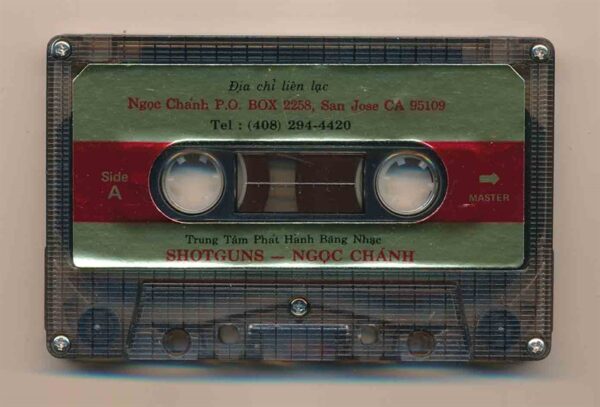 Địa chỉ liên lạc
Ngọc Chánh P.O. BOX 2258, San Jose CA 95109
Tel : (408) 294-4420
Side
A
MASTER
Trung Tâm Phát Hành Băng Nhạc
SHOTGUNS — NGỌC CHÁNH